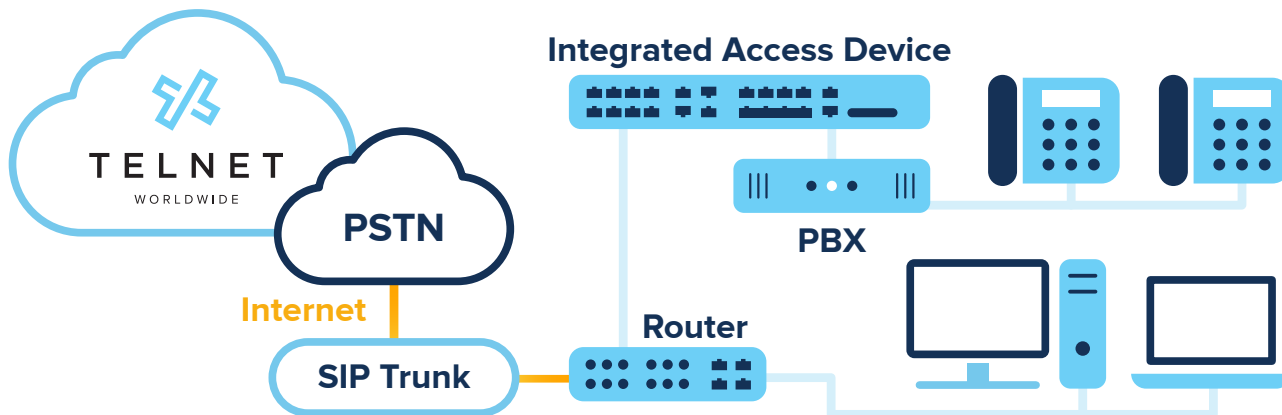 TELNET
WORLDWIDE
PSTN
Internet
SIP Trunk
Integrated Access Device
PBX
Router